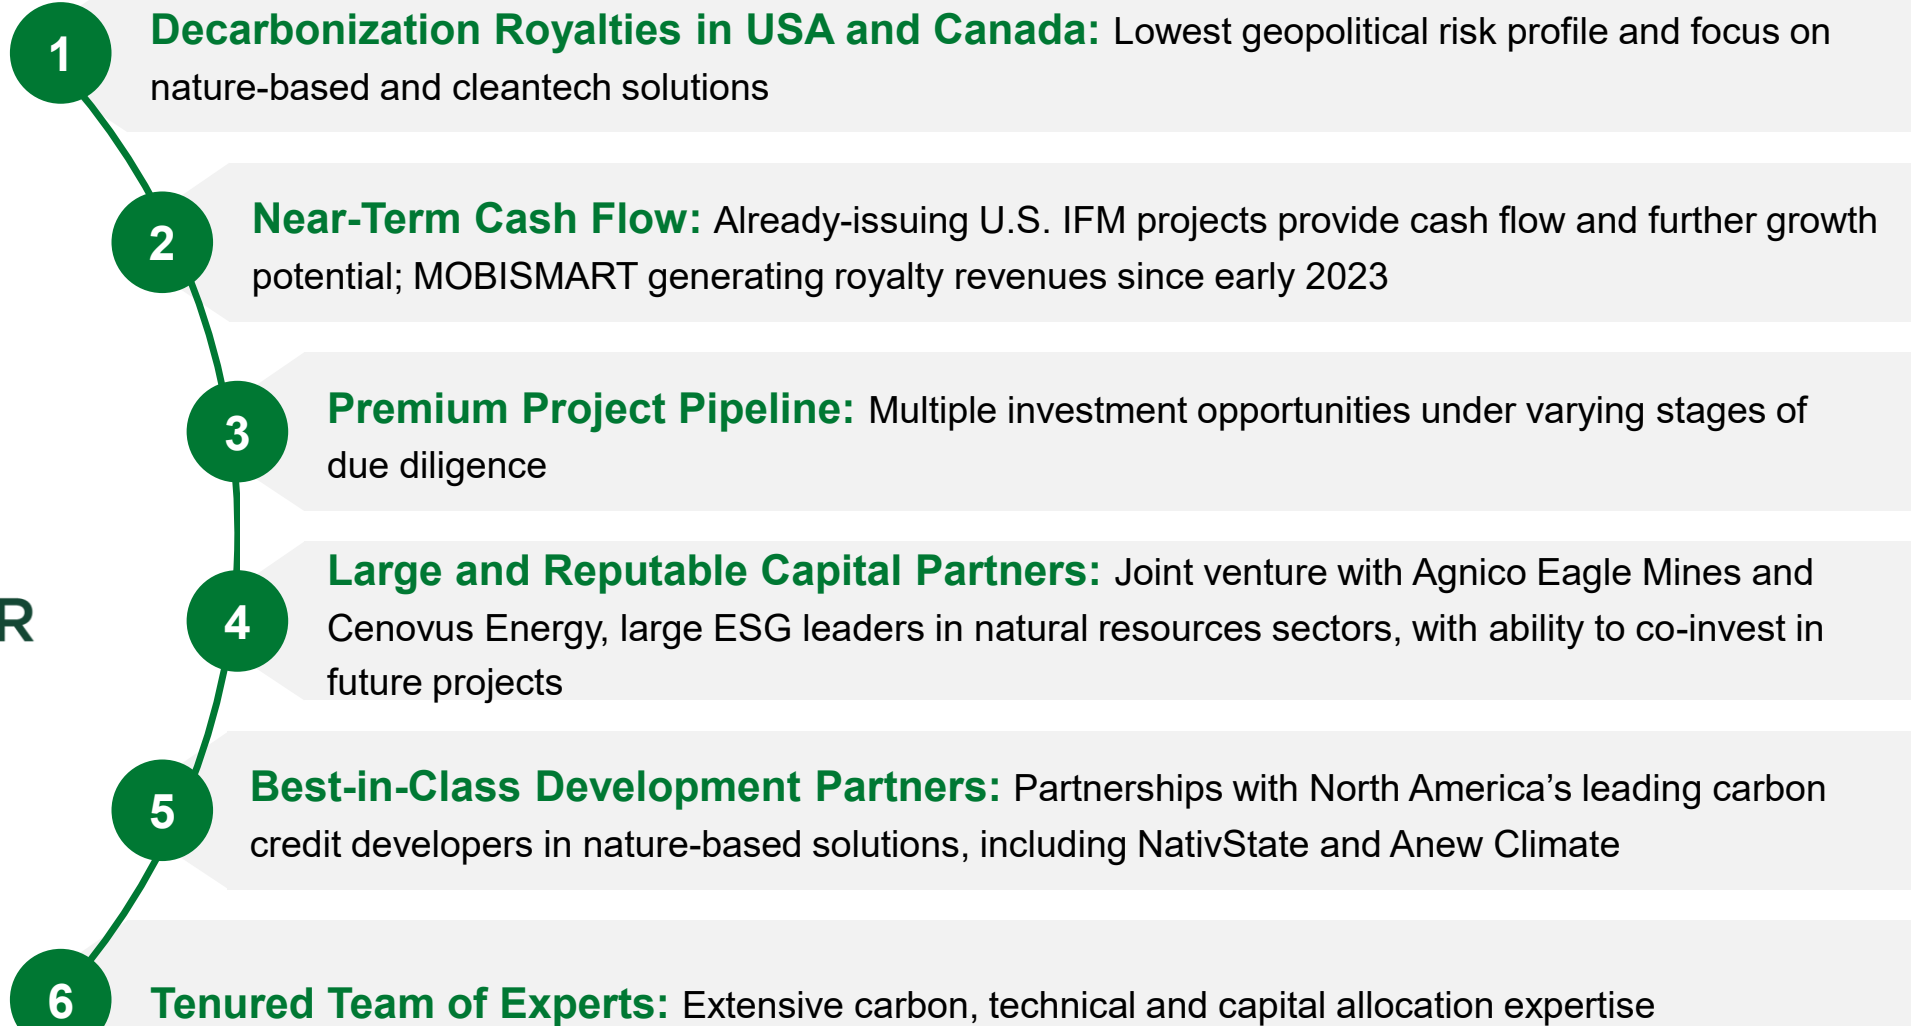 1
Decarbonization Royalties in USA and Canada: Lowest geopolitical risk profile and focus on
nature-based and cleantech solutions
2
Near-Term Cash Flow: Already-issuing U.S. IFM projects provide cash flow and further growth
potential; MOBISMART generating royalty revenues since early 2023
3
Premium Project Pipeline: Multiple investment opportunities under varying stages of
due diligence
R
4
Large and Reputable Capital Partners: Joint venture with Agnico Eagle Mines and
Cenovus Energy, large ESG leaders in natural resources sectors, with ability to co-invest in
future projects
5
Best-in-Class Development Partners: Partnerships with North America’s leading carbon
credit developers in nature-based solutions, including NativState and Anew Climate
6
Tenured Team of Experts: Extensive carbon, technical and capital allocation expertise